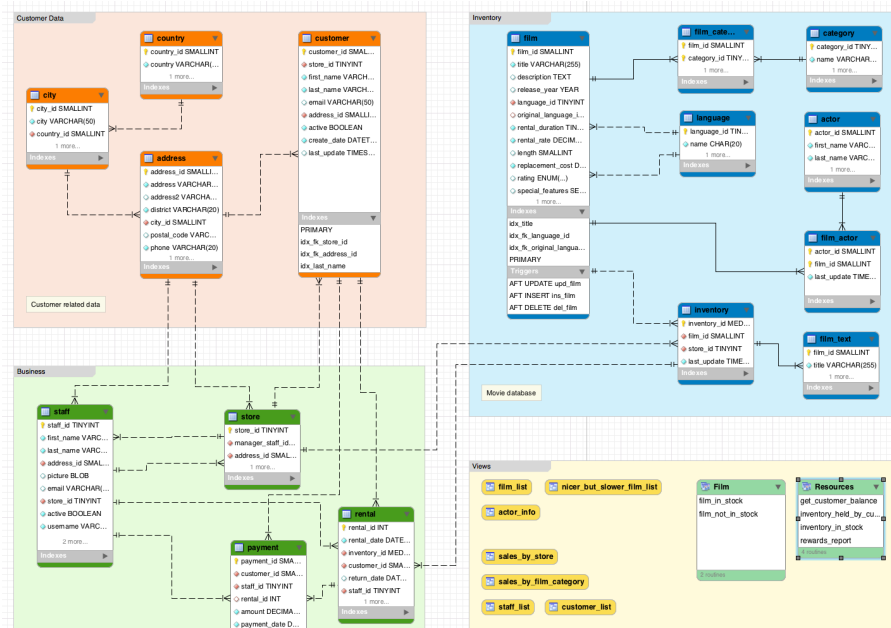 Customer Data
country
country_id SMALLINT
country VARCHAR(...
1 more...
Indexes
customer
customer_id SMAL...
store_id TINYINT
first_name VARCH...
last_name VARCH...
email VARCHAR(50)
address_id SMALLI...
active BOOLEAN
create_date DATET...
last_update TIMES...
Indexes
PRIMARY
idx_fk_store_id
idx_fk_address_id
idx_last_name
city
city_id SMALLINT
city VARCHAR(50)
country_id SMALLINT
1 more...
Indexes
address
address_id SMALLI...
address VARCHAR...
address2 VARCHA...
district VARCHAR(20)
city_id SMALLINT
postal_code VARC...
phone VARCHAR(20)
1 more...
Indexes
Customer related data
Inventory
film
film_id SMALLINT
title VARCHAR(255)
description TEXT
release_year YEAR
language_id TINYINT
original_language_i...
rental_duration TIN...
rental_rate DECIM...
length SMALLINT
replacement_cost D...
rating ENUM(...)
special_features SE...
1 more...
Indexes
idx_title
idx_fk_language_id
idx_fk_original_langua...
PRIMARY
Triggers
AFT UPDATE upd_film
AFT INSERT ins_film
AFT DELETE del_film
film_cate...
film_id SMALLINT
category_id TINY...
1 more...
Indexes
category
category_id TINY...
name VARCHAR...
1 more...
Indexes
language
language_id TIN...
name CHAR(20)
1 more...
Indexes
actor
actor_id SMALLINT
first_name VARC...
last_name VARC...
1 more...
Indexes
film_actor
actor_id SMALLINT
film_id SMALLINT
last_update TIME...
Indexes
inventory
inventory_id MED...
film_id SMALLINT
store_id TINYINT
last_update TIME...
Indexes
film_text
film_id SMALLINT
title VARCHAR(255)
1 more...
Indexes
Movie database
Business
staff
staff_id TINYINT
first_name VARC...
last_name VARC...
address_id SMAL...
picture BLOB
email VARCHAR(...
store_id TINYINT
active BOOLEAN
username VARC...
2 more...
Indexes
store
store_id TINYINT
manager_staff_id...
address_id SMAL...
1 more...
Indexes
payment
payment_id SMA...
customer_id SMA...
staff_id TINYINT
rental_id INT
amount DECIMA...
payment_date D...
rental
rental_id INT
rental_date DATE...
inventory_id MED...
customer_id SMA...
return_date DAT...
staff_id TINYINT
1 more...
Indexes
Views
film_list
nicer_but_slower_film_list
actor_info
sales_by_store
sales_by_film_category
staff_list
customer_list
Film
film_in_stock
film_not_in_stock
2 routines
Resources
get_customer_balance
inventory_held_by_cu...
inventory_in_stock
rewards_report
4 routines